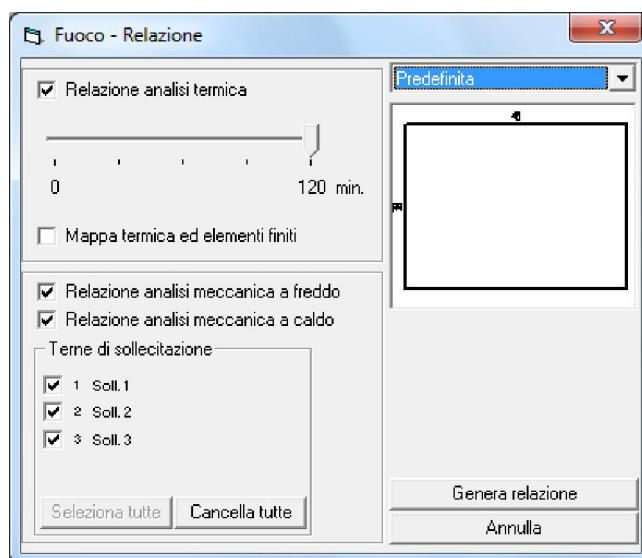 Fuoco - Relazione
Relazione analisi termica
0
120 min.
Mappa termica ed elementi finiti
Relazione analisi meccanica a freddo
Relazione analisi meccanica a caldo
Terne di sollecitazione
1 Soll.1
2 Soll.2
3 Soll.3
Seleziona tutte
Cancella tutte
Predefinita
Genera relazione
Annulla